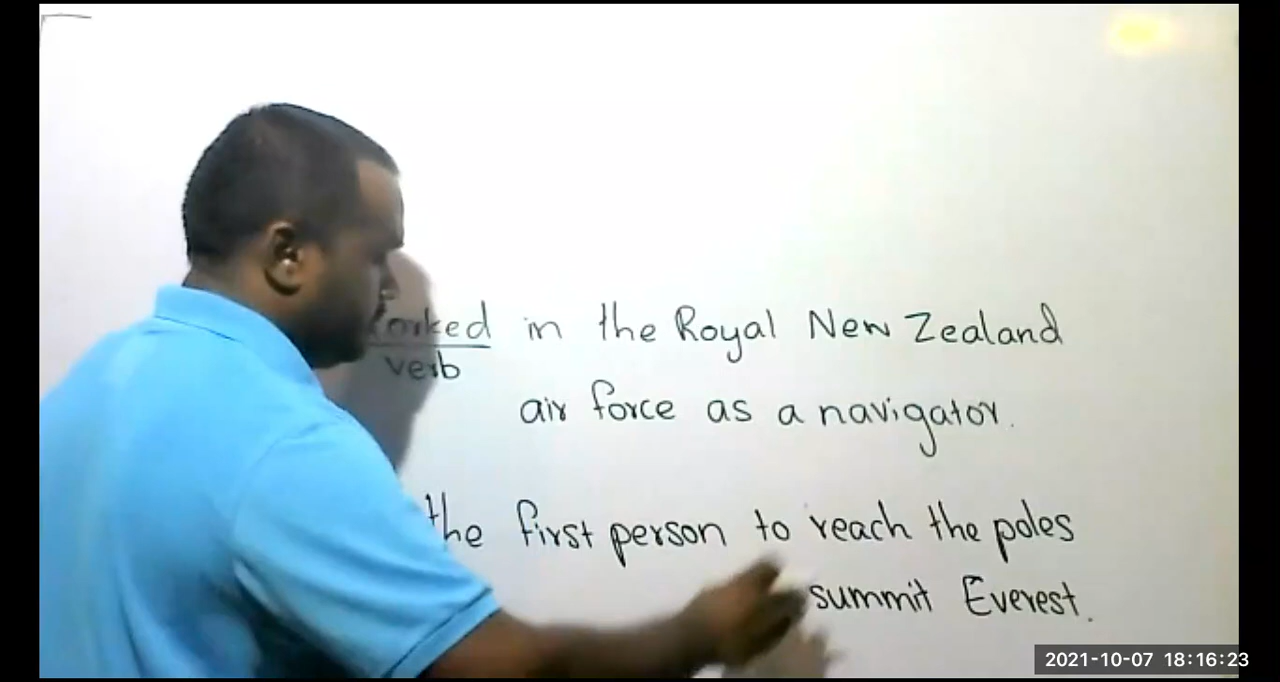 in the Royal New Zealand
verb
air force as a navigator.
the first person to reach the poles
summit Everest.
2021-10-07 18:16:23